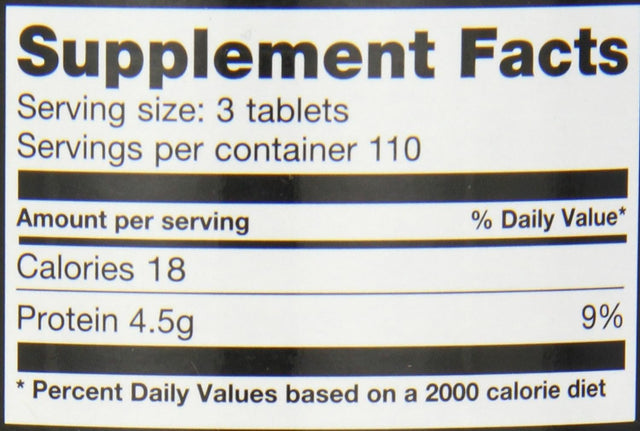 Supplement Facts
Serving size: 3 tablets
Servings per container 110
Amount per serving % Daily Value*
Calories 18
Protein 4.5g 9%
* Percent Daily Values based on a 2000 calorie diet